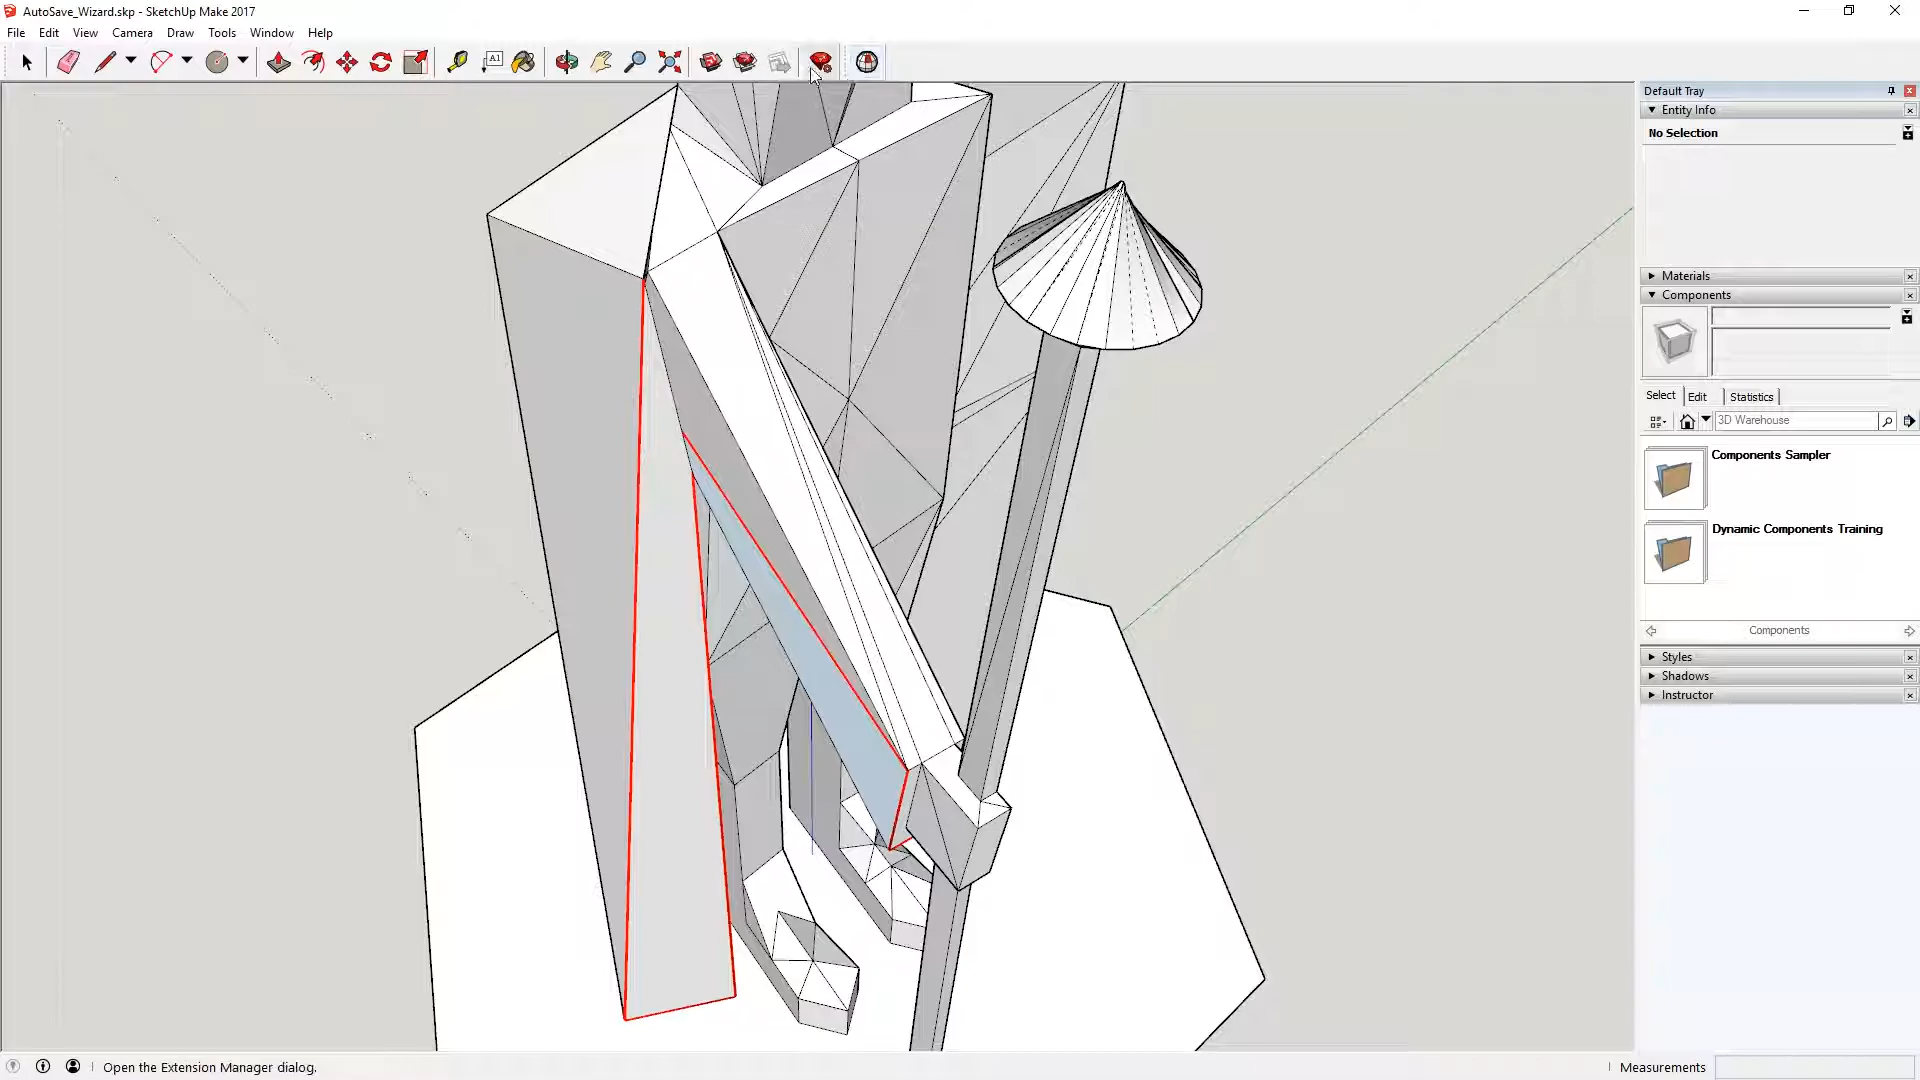 AutoSave_Wizard.skp - SketchUp Make 2017
File Edit View Camera Draw Tools Window Help
A1
Default Tray
Entity Info
No Selection
Materials
Components
Select Edit Statistics
3D Warehouse
Components Sampler
Dynamic Components Training
Components
Styles
Shadows
Instructor
Open the Extension Manager dialog.
Measurements